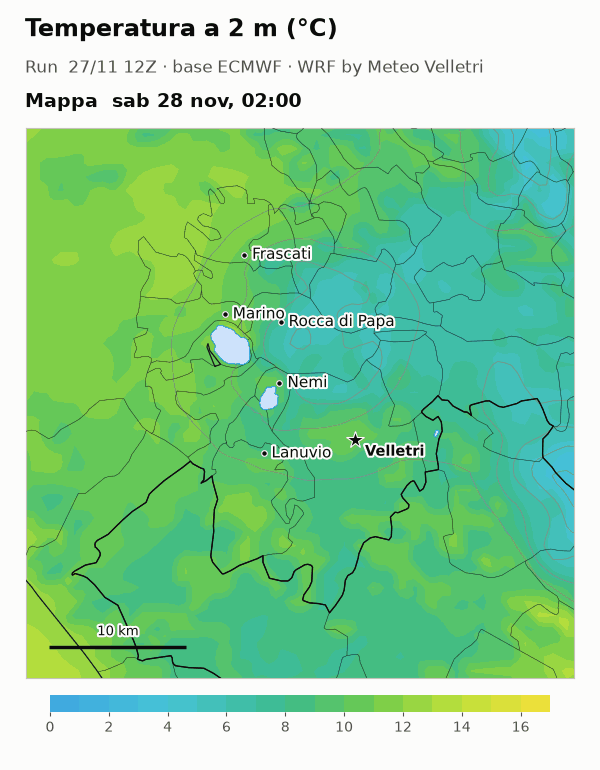 Temperatura a 2 m (°C)
Run  27/11 12Z · base ECMWF · WRF by Meteo Velletri
Mappa  sab 28 nov, 02:00
Frascati
Marino
Rocca di Papa
Nemi
Velletri
Lanuvio
10 km
0 2 4 6 8 10 12 14 16